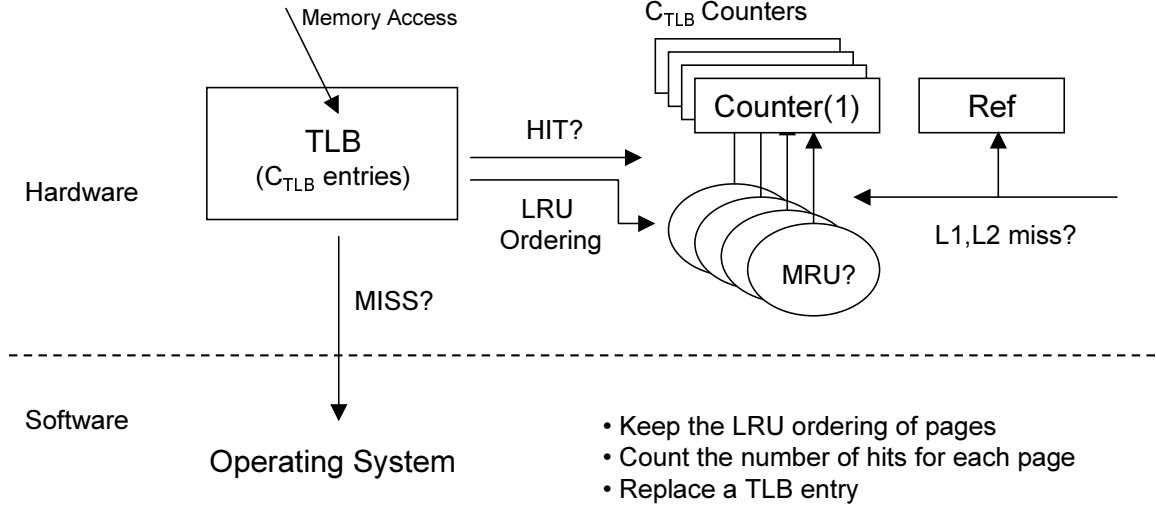 Memory Access
C_TLB Counters
Counter(1)
Ref
TLB
(C_TLB entries)
HIT?
LRU
Ordering
Hardware
L1,L2 miss?
MRU?
MISS?
Software
Operating System
• Keep the LRU ordering of pages
• Count the number of hits for each page
• Replace a TLB entry